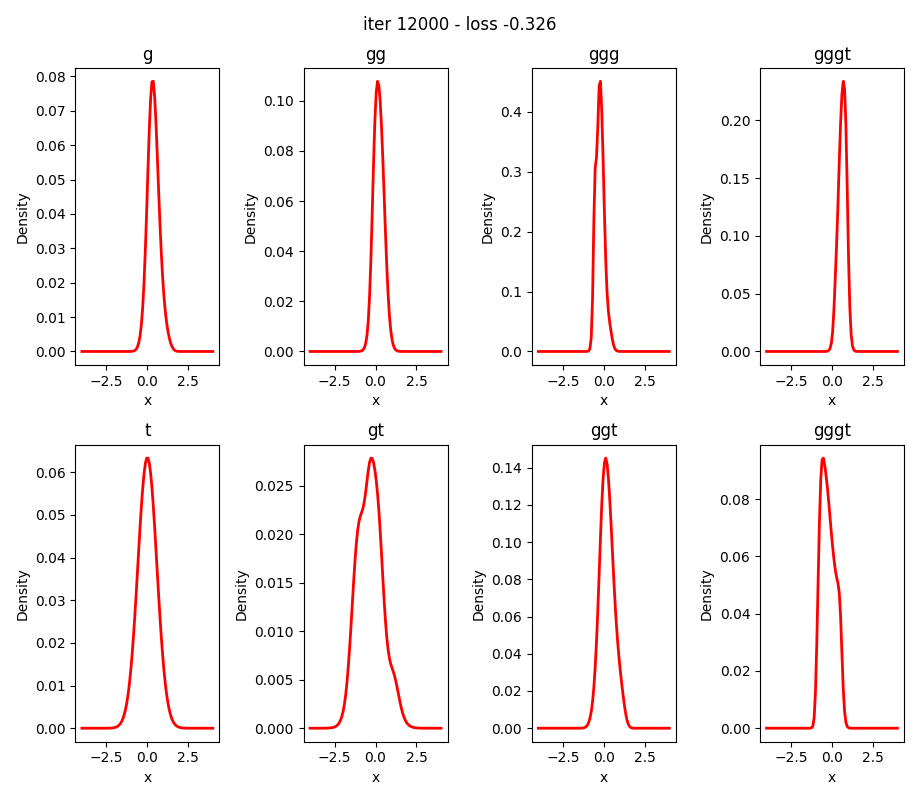 iter 12000 - loss -0.326
g gg ggg gggt
0.08 0.07 0.06 0.05 0.04 0.03 0.02 0.01 0.00
Density
−2.5 0.0 2.5
x
0.10 0.08 0.06 0.04 0.02 0.00
Density
−2.5 0.0 2.5
x
0.4 0.3 0.2 0.1 0.0
Density
−2.5 0.0 2.5
x
0.20 0.15 0.10 0.05 0.00
Density
−2.5 0.0 2.5
x
t gt ggt gggt
0.06 0.05 0.04 0.03 0.02 0.01 0.00
Density
−2.5 0.0 2.5
x
0.025 0.020 0.015 0.010 0.005 0.000
Density
−2.5 0.0 2.5
x
0.14 0.12 0.10 0.08 0.06 0.04 0.02 0.00
Density
−2.5 0.0 2.5
x
0.08 0.06 0.04 0.02 0.00
Density
−2.5 0.0 2.5
x